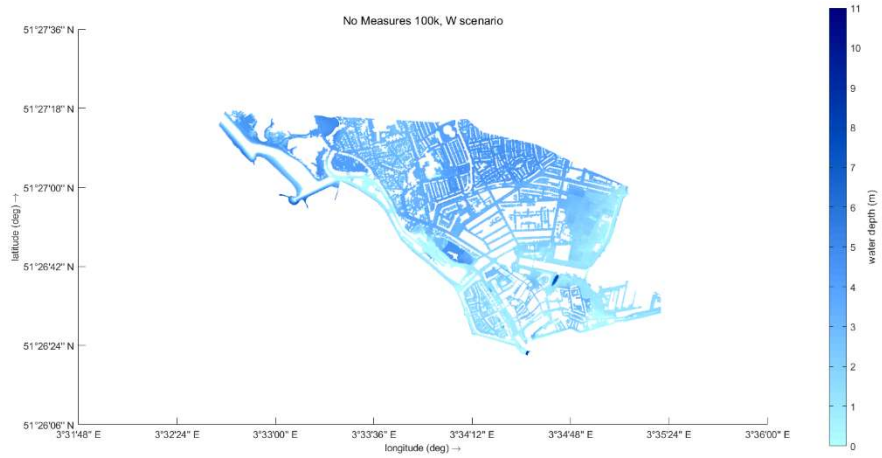 No Measures 100k, W scenario
51°27'36" N
51°27'18" N
51°27'00" N
51°26'42" N
51°26'24" N
51°26'06" N
latitude (deg) →
3°31'48" E
3°32'24" E
3°33'00" E
3°33'36" E
3°34'12" E
3°34'48" E
3°35'24" E
3°36'00" E
longitude (deg) →
11
10
9
8
7
6
5
4
3
2
1
0
water depth (m)